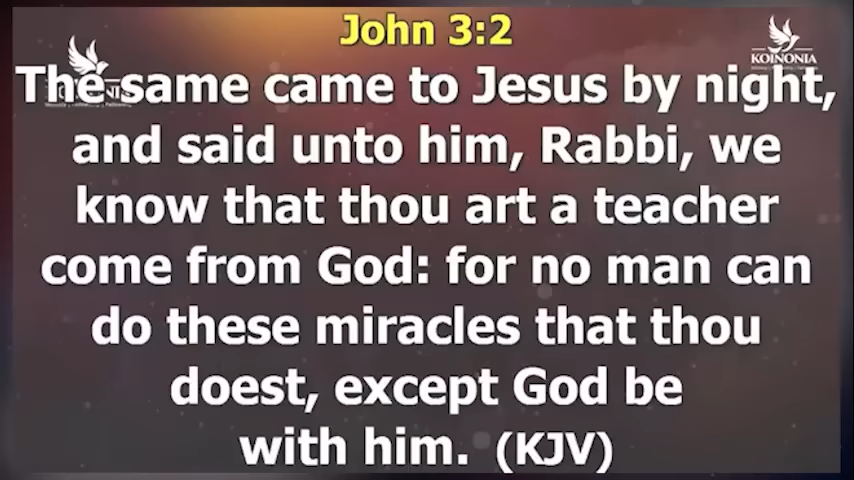 John 3:2
KOINONIA
The same came to Jesus by night,
and said unto him, Rabbi, we
know that thou art a teacher
come from God: for no man can
do these miracles that thou
doest, except God be
with him. (KJV)